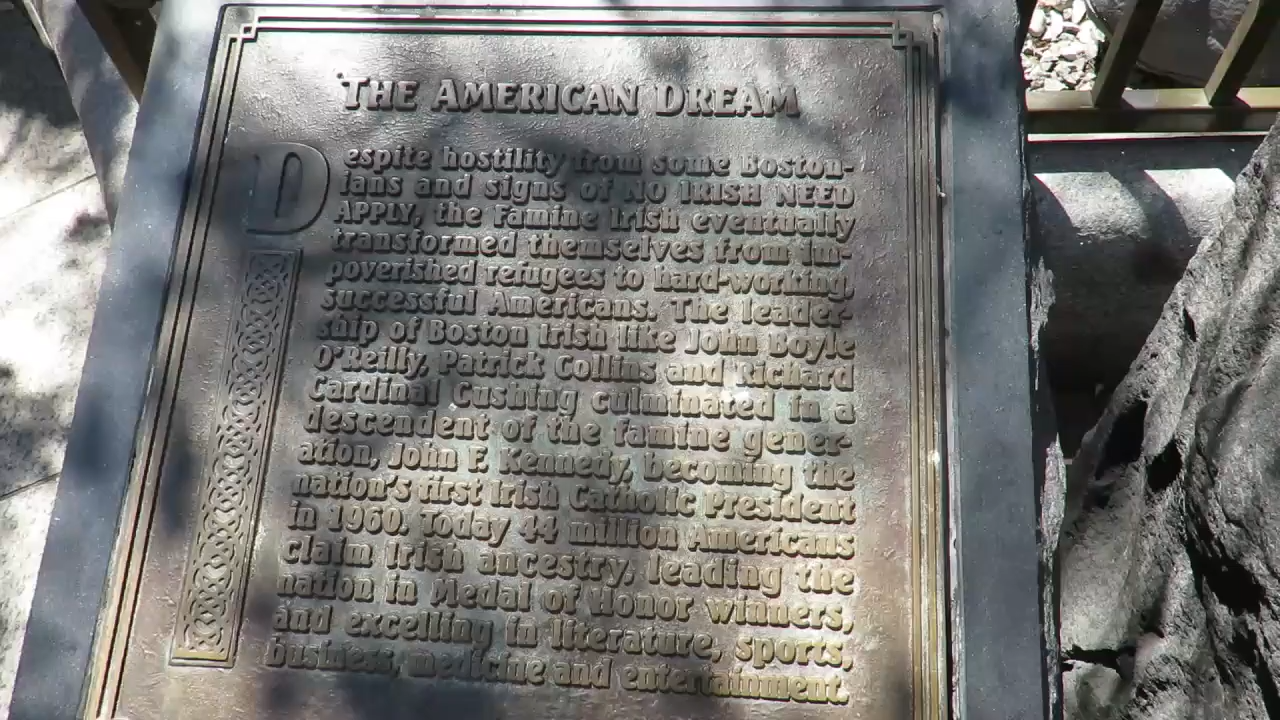 THE AMERICAN DREAM
Despite hostility from some Boston-
ians and signs of NO IRISH NEED
APPLY, the Famine Irish eventually
transformed themselves from im-
poverished refugees to hard-working,
successful Americans. The leader-
ship of Boston Irish like John Boyle
O'Reilly, Patrick Collins and Richard
Cardinal Cushing culminated in a
descendent of the famine gener-
ation, John F. Kennedy, becoming the
nation's first Irish Catholic President
in 1960. Today 44 million Americans
claim Irish ancestry, leading the
nation in Medal of Honor winners,
and excelling in literature, sports,
business, medicine and entertainment.